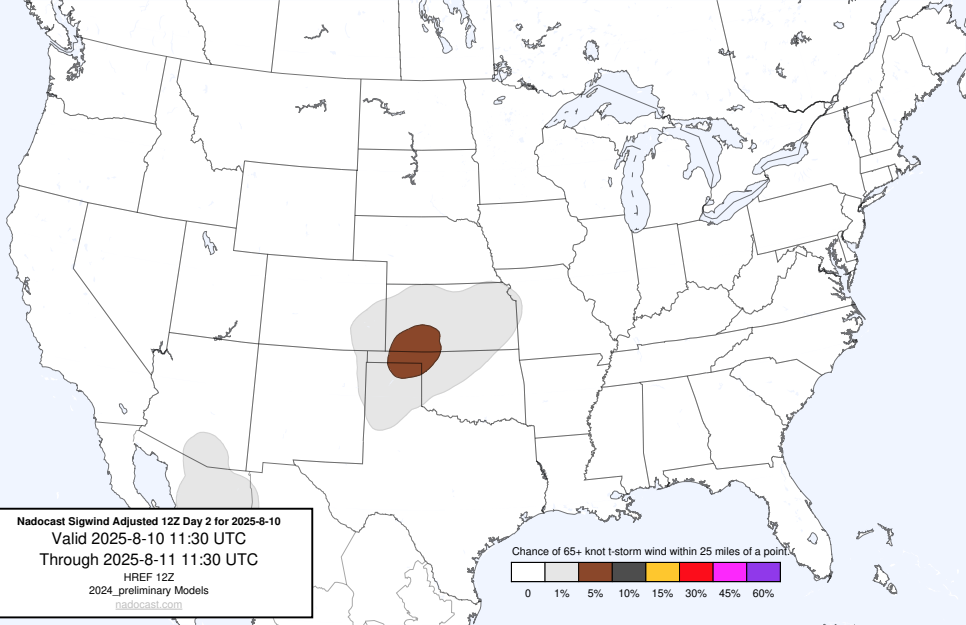 Nadocast Sigwind Adjusted 12Z Day 2 for 2025-8-10
Valid 2025-8-10 11:30 UTC
Through 2025-8-11 11:30 UTC
HREF 12Z
2024_preliminary Models
nadocast.com
Chance of 65+ knot t-storm wind within 25 miles of a point.
0 1% 5% 10% 15% 30% 45% 60%